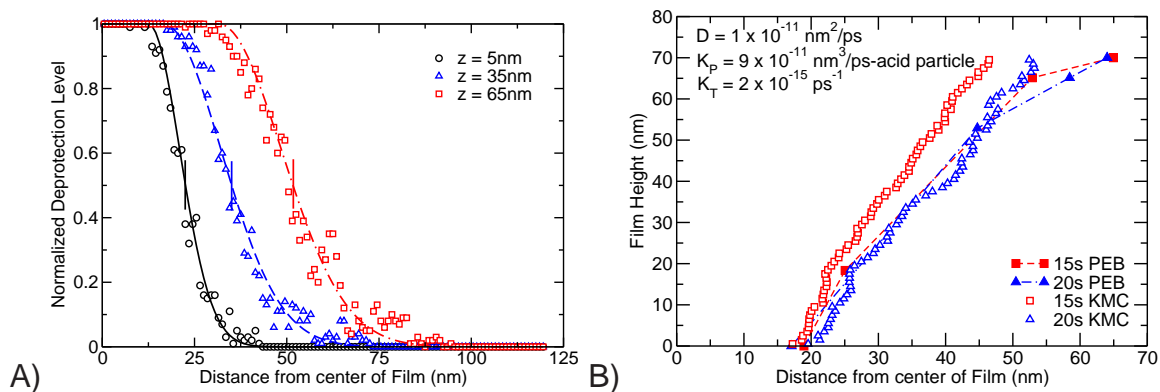 Normalized Deprotection Level
1
0.8
0.6
0.4
0.2
0
z = 5nm
z = 35nm
z = 65nm
0 25 50 75 100 125
Distance from center of Film (nm)
A)
Film Height (nm)
80
70
60
50
40
30
20
10
0
D = 1 x 10-11 nm2/ps
KP = 9 x 10-11 nm3/ps-acid particle
KT = 2 x 10-15 ps-1
15s PEB
20s PEB
15s KMC
20s KMC
0 10 20 30 40 50 60 70
Distance from center of Film (nm)
B)